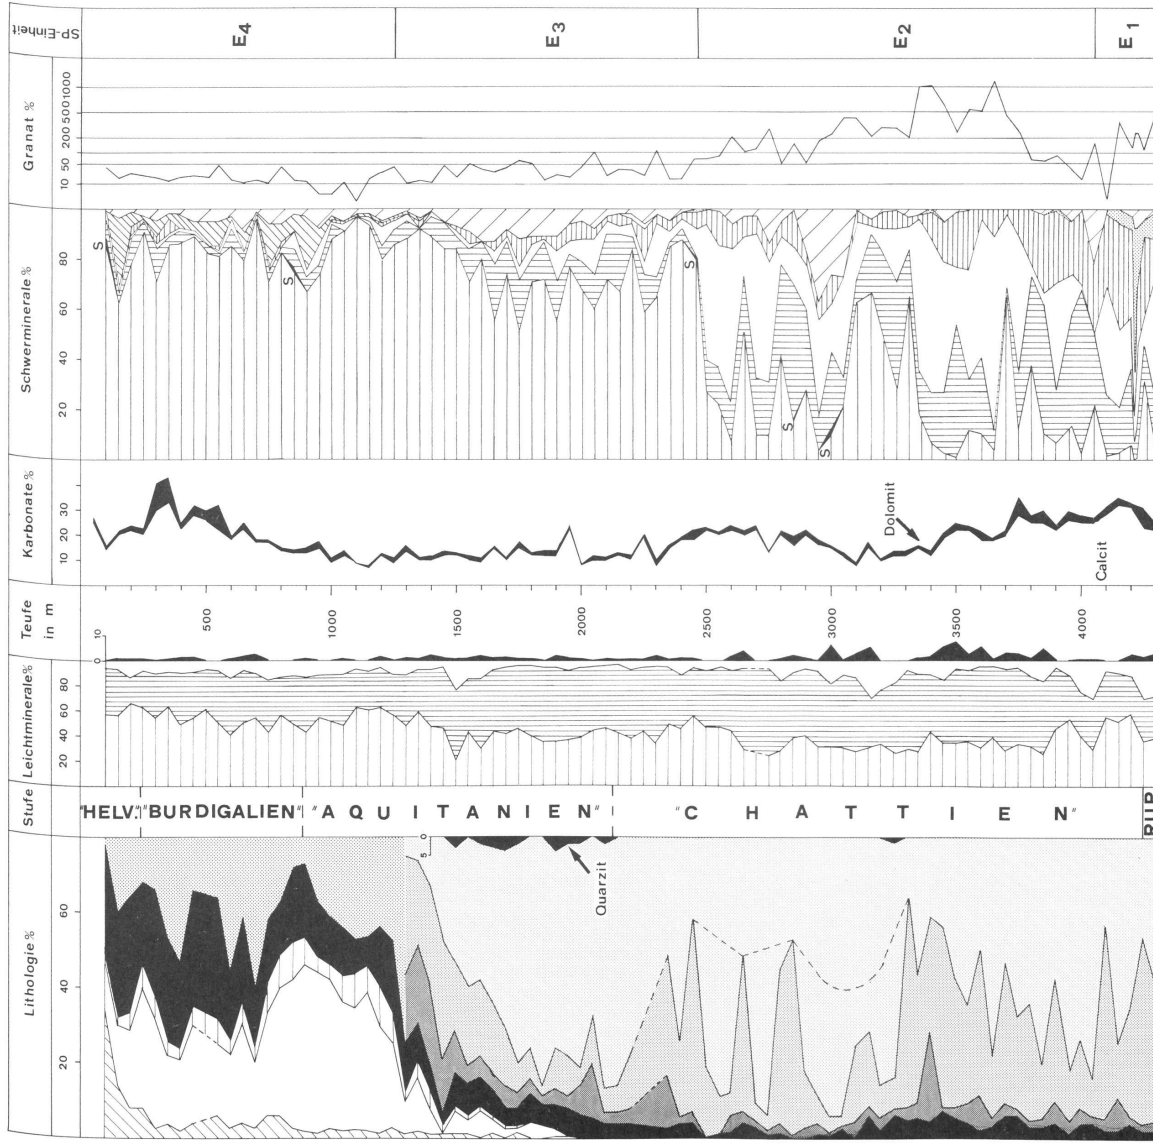 SP-Einheit
E4
E3
E2
E1
Granat %
1000
500
200
50
10
Schwerminerale%
80
60
40
20
S
S
S
S
S
Karbonate%
30
20
10
Dolomit
Calcit
Teufe
in m
10
0
500
1000
1500
2000
2500
3000
3500
4000
Leichtminerale%
80
60
40
20
Stufe
"HELV." "BURDIGALIEN" "AQUITANIEN" "CHATTIEN" RUP
Lithologie%
60
40
20
0
5
Quarzit